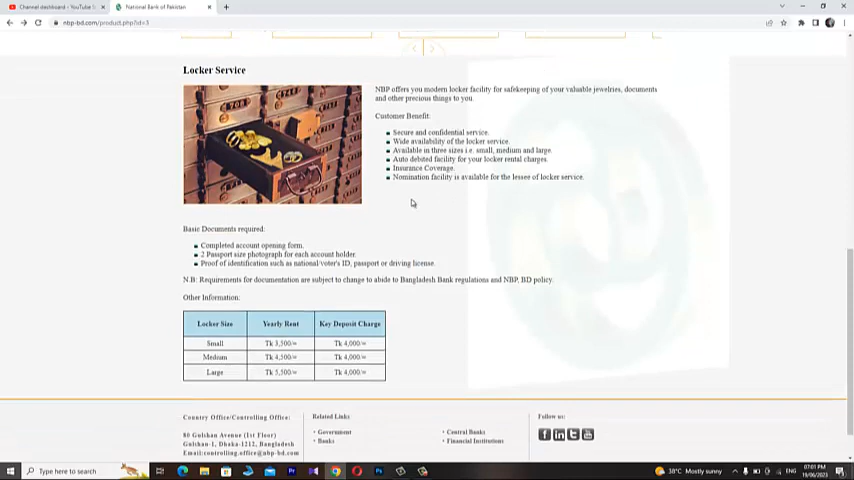 Channel dashboard - YouTube S
National Bank of Pakistan
nbp-bd.com/product.php?id=3
Locker Service
NBP offers you modern locker facility for safekeeping of your valuable jewelries, documents
and other precious things to you.
Customer Benefit:
Secure and confidential service.
Wide availability of the locker service.
Available in three sizes i.e. small, medium and large.
Auto debited facility for your locker rental charges.
Insurance Coverage.
Nomination facility is available for the lessee of locker service.
Basic Documents required:
Completed account opening form.
2 Passport size photograph for each account holder.
Proof of identification such as national/voter's ID, passport or driving license.
N.B: Requirements for documentation are subject to change to abide to Bangladesh Bank regulations and NBP, BD policy.
Other Information:
Locker Size Yearly Rent Key Deposit Charge
Small Tk 3,500/= Tk 4,000/=
Medium Tk 4,500/= Tk 4,000/=
Large Tk 5,500/= Tk 4,000/=
Country Office/Controlling Office:
80 Gulshan Avenue (1st Floor)
Gulshan-1, Dhaka-1212, Bangladesh
Email:controlling.office@nbp-bd.com
Related Links:
Government
Books
Central Banks
Financial Institutions
Follow us:
Type here to search
38°C Mostly sunny
ENG
07:01 PM
19/06/2023